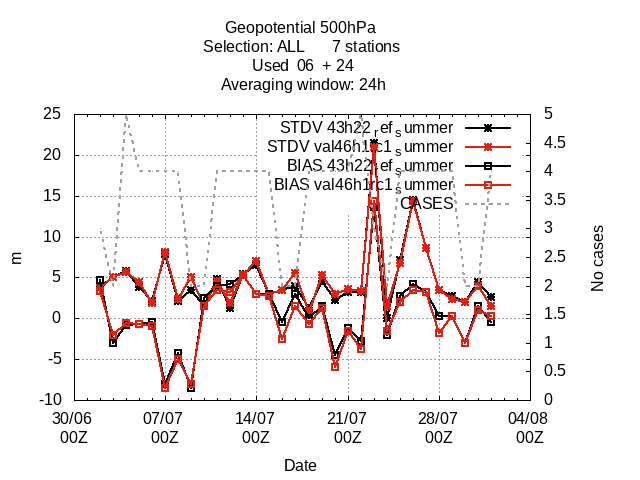 Geopotential 500hPa
Selection: ALL 7 stations
Used 06 + 24
Averaging window: 24h
STDV 43h22_ref_summer
STDV val46h1rc1_summer
BIAS 43h22_ref_summer
BIAS val46h1rc1_summer
CASES
25
20
15
10
5
0
-5
-10
m
5
4.5
4
3.5
3
2.5
2
1.5
1
0.5
0
No cases
30/06 07/07 14/07 21/07 28/07 04/08
00Z 00Z 00Z 00Z 00Z 00Z
Date